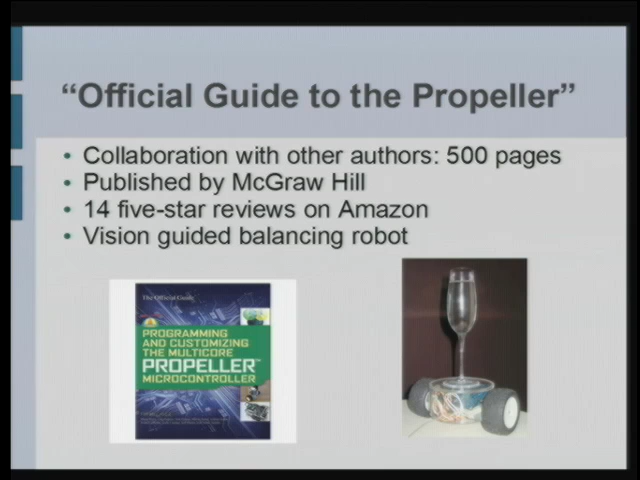 “Official Guide to the Propeller”
• Collaboration with other authors: 500 pages
• Published by McGraw Hill
• 14 five-star reviews on Amazon
• Vision guided balancing robot
The Official Guide
PROGRAMMING
AND CUSTOMIZING
THE MULTICORE
PROPELLER™
MICROCONTROLLER